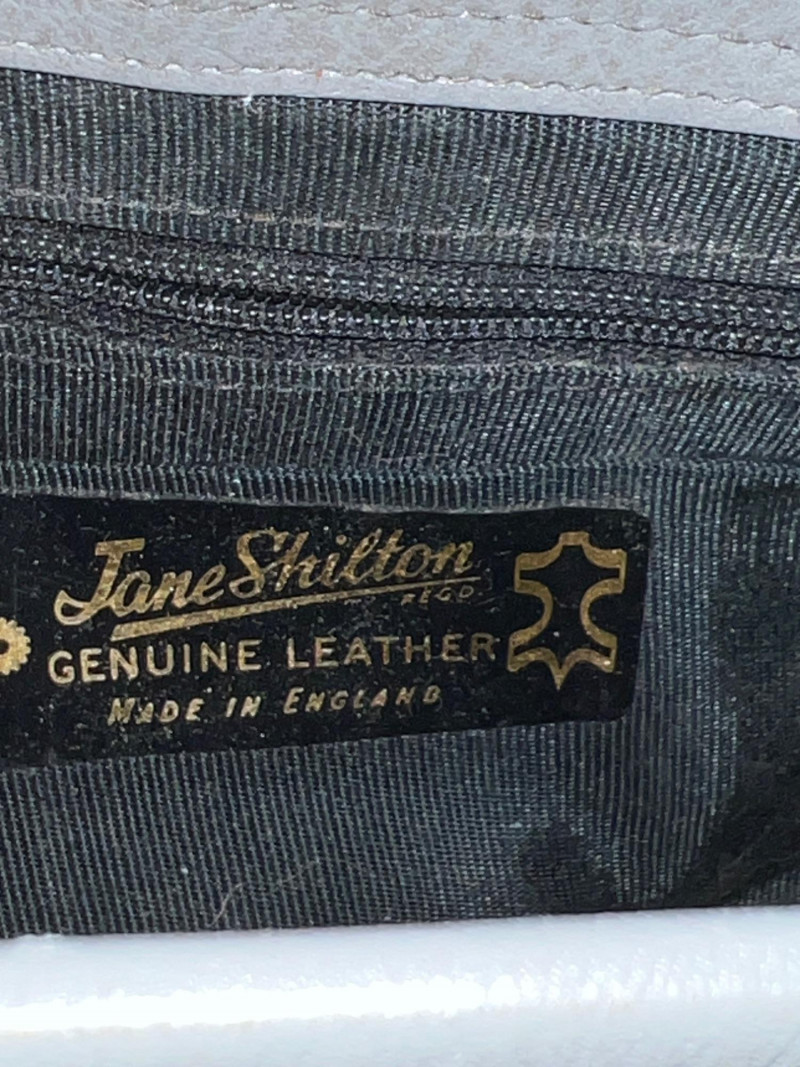 Jane Shilton
REGD.
GENUINE LEATHER
MADE IN ENGLAND